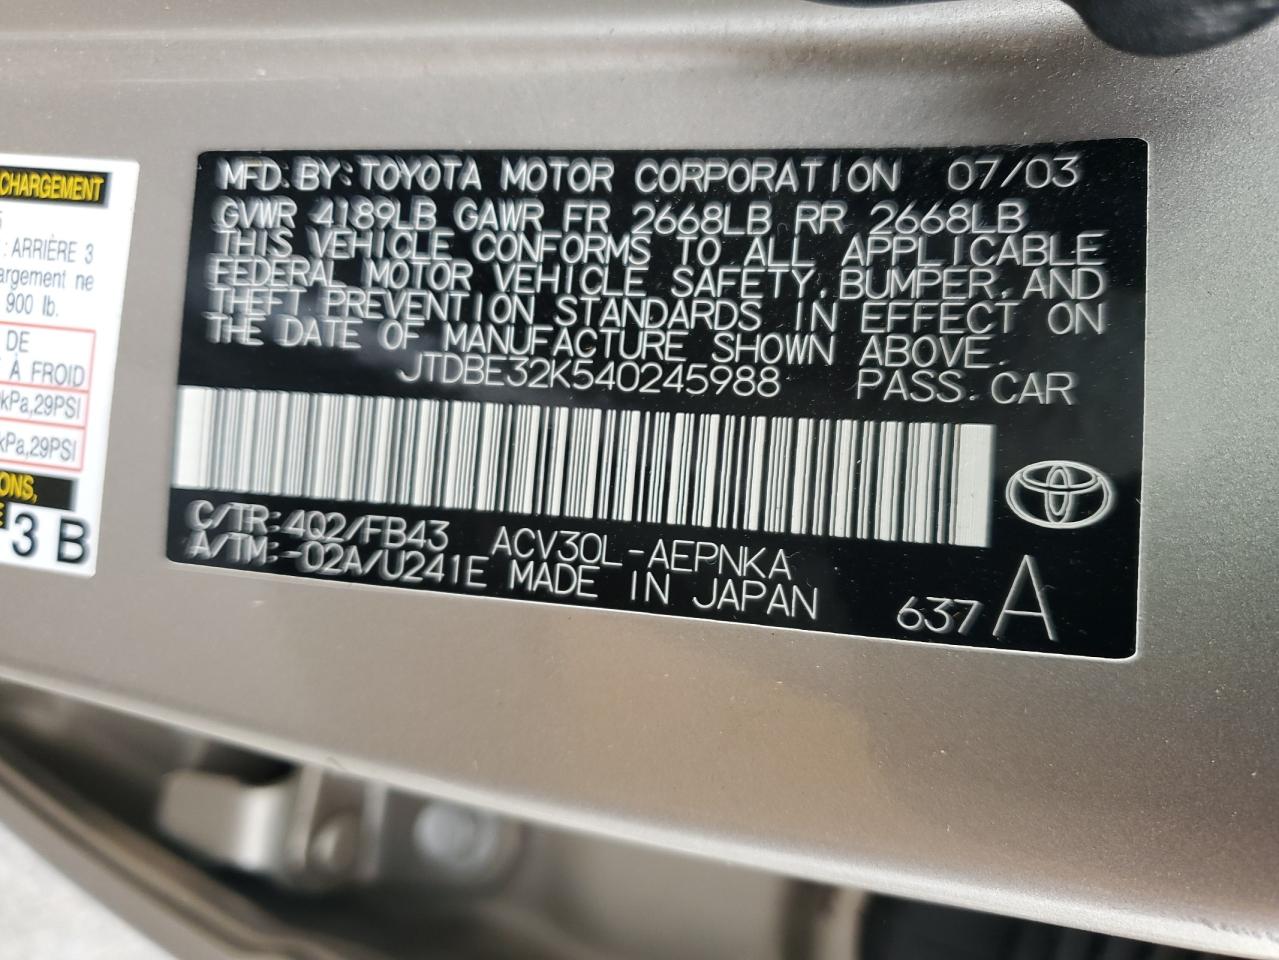 CHARGEMENT
: ARRIÈRE 3
argement ne
900 lb.
DE
À FROID
kPa,29PSI
kPa,29PSI
ONS,
3 B
MFD. BY: TOYOTA MOTOR CORPORATION 07/03
GVWR 4189LB GAWR FR 2668LB RR 2668LB
THIS VEHICLE CONFORMS TO ALL APPLICABLE
FEDERAL MOTOR VEHICLE SAFETY, BUMPER, AND
THEFT PREVENTION STANDARDS IN EFFECT ON
THE DATE OF MANUFACTURE SHOWN ABOVE.
JTDBE32K540245988 PASS. CAR
C/TR: 4Q2/FB43 ACV30L-AEPNKA
A/TM: -02A/U241E MADE IN JAPAN
637 A